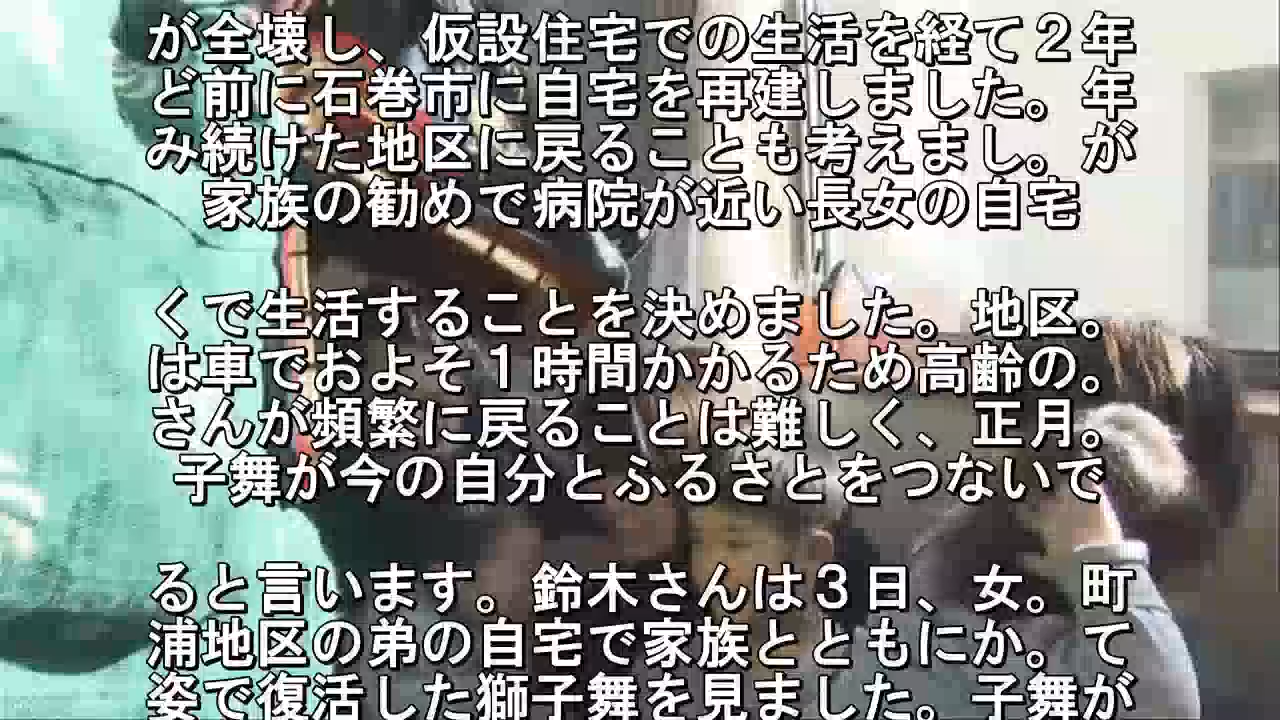 が全壊し、仮設住宅での生活を経て２年
ど前に石巻市に自宅を再建しました。年
み続けた地区に戻ることも考えまし。が
家族の勧めで病院が近い長女の自宅
くで生活することを決めました。地区。
は車でおよそ１時間かかるため高齢の。
さんが頻繁に戻ることは難しく、正月。
子舞が今の自分とふるさとをつないで
ると言います。鈴木さんは３日、女。町
浦地区の弟の自宅で家族とともにか。て
姿で復活した獅子舞を見ました。子舞が